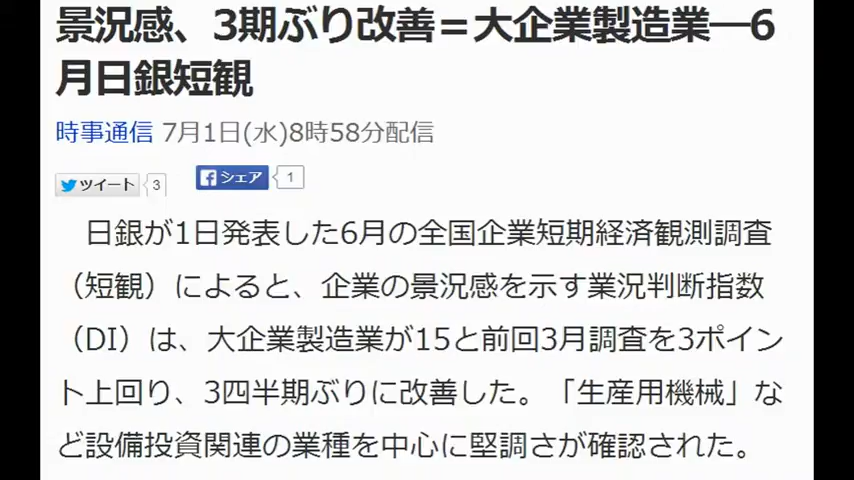 景況感、3期ぶり改善＝大企業製造業―6
月日銀短観
時事通信 7月1日(水)8時58分配信
ツイート 3 シェア 1
日銀が1日発表した6月の全国企業短期経済観測調査
（短観）によると、企業の景況感を示す業況判断指数
（DI）は、大企業製造業が15と前回3月調査を3ポイン
ト上回り、3四半期ぶりに改善した。「生産用機械」な
ど設備投資関連の業種を中心に堅調さが確認された。